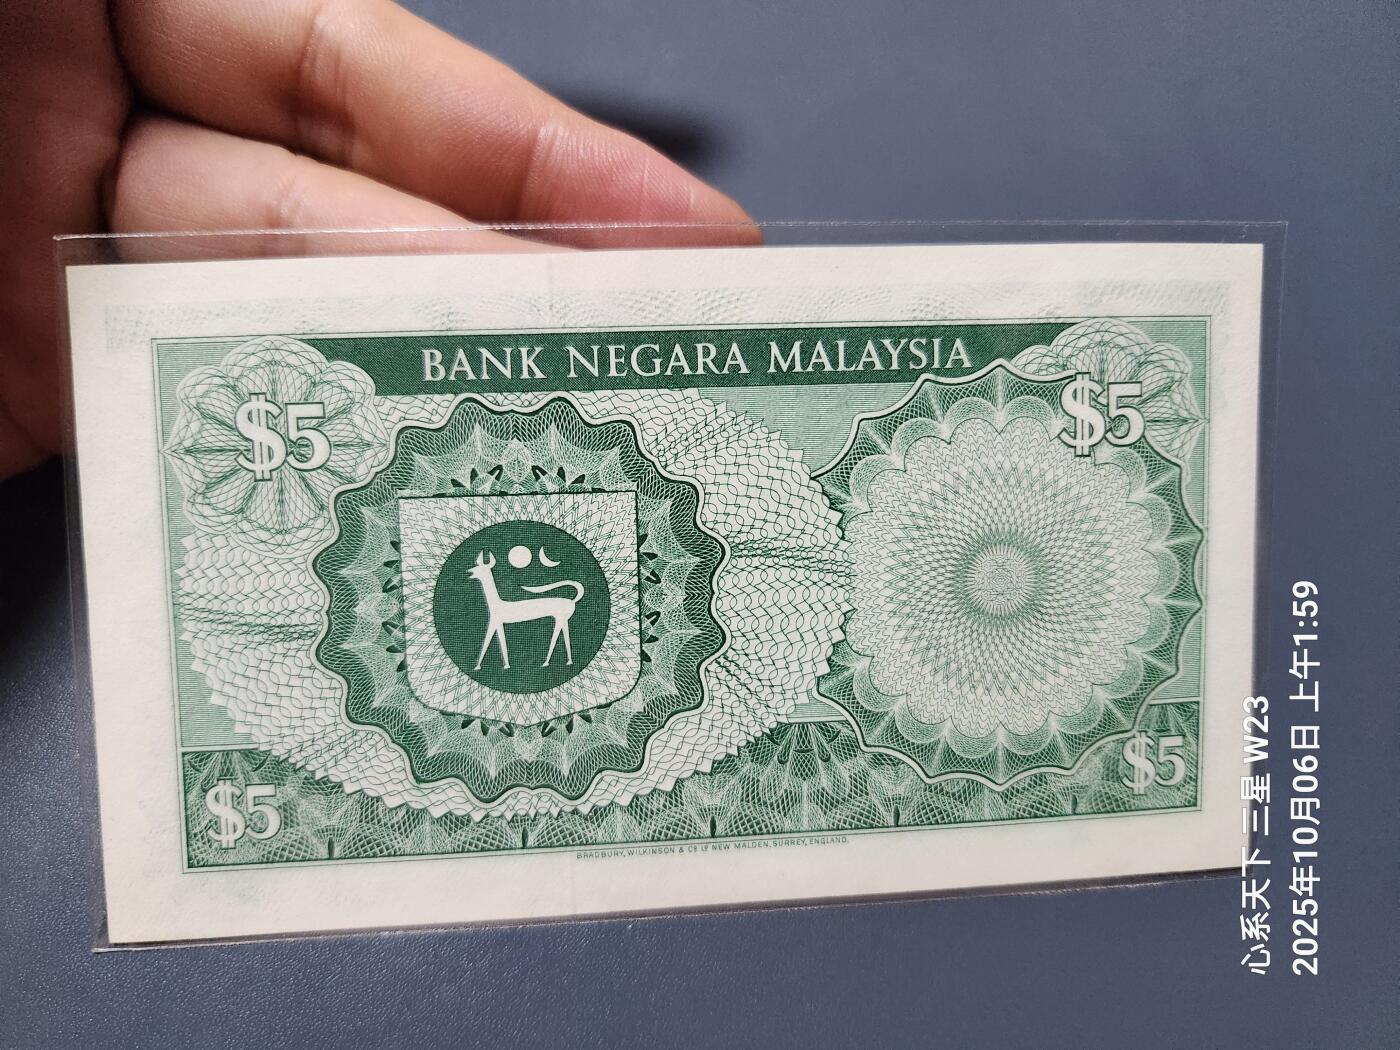 BANK NEGARA MALAYSIA
$5
$5
$5
$5
BRADBURY, WILKINSON & Cº Lº NEW MALDEN, SURREY, ENGLAND.
心系天下三星 W23
2025年10月06日 上午1:59